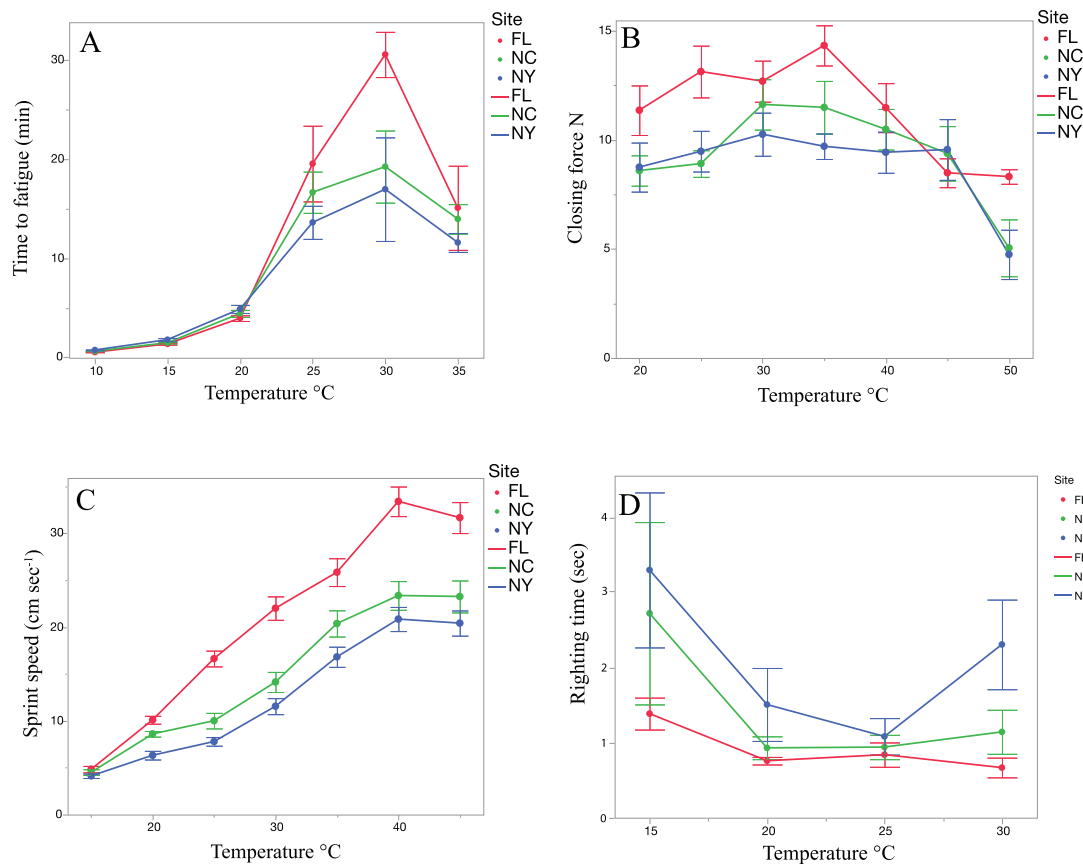 A
Time to fatigue (min)
30
20
10
0
10 15 20 25 30 35
Temperature °C
Site
FL
NC
NY
FL
NC
NY
B
Closing force N
15
10
5
0
20 30 40 50
Temperature °C
Site
FL
NC
NY
FL
NC
NY
C
Sprint speed (cm sec⁻¹)
30
20
10
0
20 30 40
Temperature °C
Site
FL
NC
NY
FL
NC
NY
D
Righting time (sec)
4
3
2
1
0
15 20 25 30
Temperature °C
Site
Fl
N
N
Fl
N
N